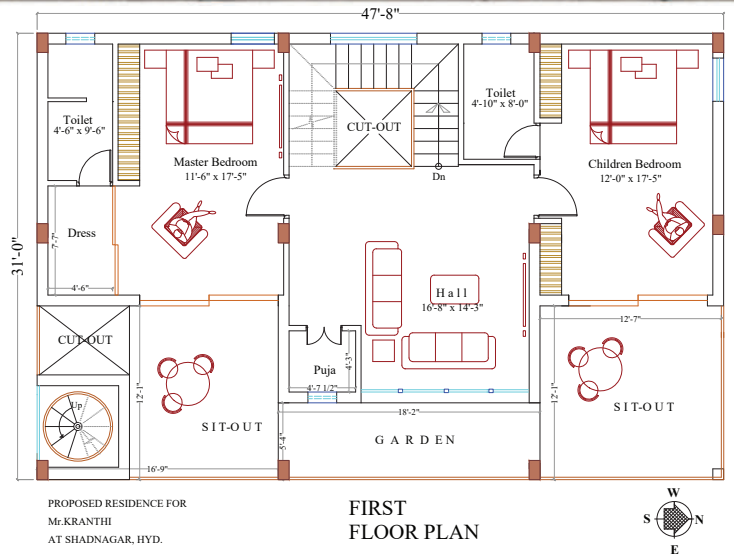 47'-8"
Toilet
4'-6" x 9'-6"
CUT-OUT
Toilet
4'-10" x 8'-0"
Master Bedroom
11'-6" x 17'-5"
Dn
Children Bedroom
12'-0" x 17'-5"
31'-0"
Dress
7'-7"
4'-6"
Hall
16'-8" x 14'-3"
12'-7"
CUT-OUT
Puja
4'-3"
4'-7 1/2"
Up
12'-1"
SIT-OUT
18'-2"
12'-1"
SIT-OUT
5'-4"
GARDEN
16'-9"
PROPOSED RESIDENCE FOR
Mr.KRANTHI
AT SHADNAGAR, HYD.
FIRST
FLOOR PLAN
W
S
N
E